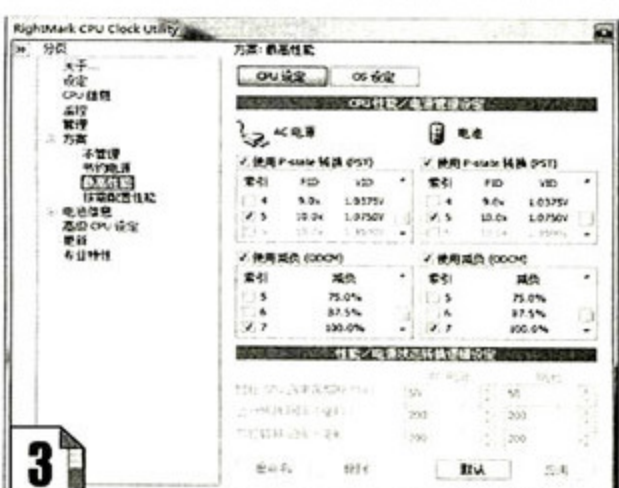 RightMark CPU Clock Utility
分页
方案: 最高性能
关于...
设定
CPU 信息
监控
管理
方案
不管理
节约电源
最高性能
按需配置性能
电池信息
高级 CPU 设定
更新
专业特性
CPU 设定 OS 设定
CPU 性能/电源管理设定
AC 电源 电池
使用 P-state 转换 (PST) 使用 P-state 转换 (PST)
索引 FID VID 索引 FID VID
4 9.0x 1.0375V 4 9.0x 1.0375V
5 10.0x 1.0750V 5 10.0x 1.0750V
使用减负 (ODCM) 使用减负 (ODCM)
索引 减负 索引 减负
5 75.0% 5 75.0%
6 87.5% 6 87.5%
7 100.0% 7 100.0%
性能/电源状态转换逻辑设定
50 50
200 200
200 200
默认 应用
3